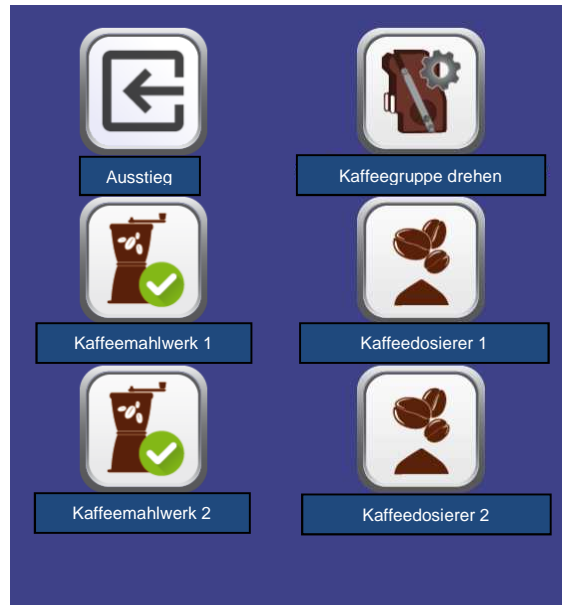 Ausstieg
Kaffeegruppe drehen
Kaffeemahlwerk 1
Kaffeedosierer 1
Kaffeemahlwerk 2
Kaffeedosierer 2